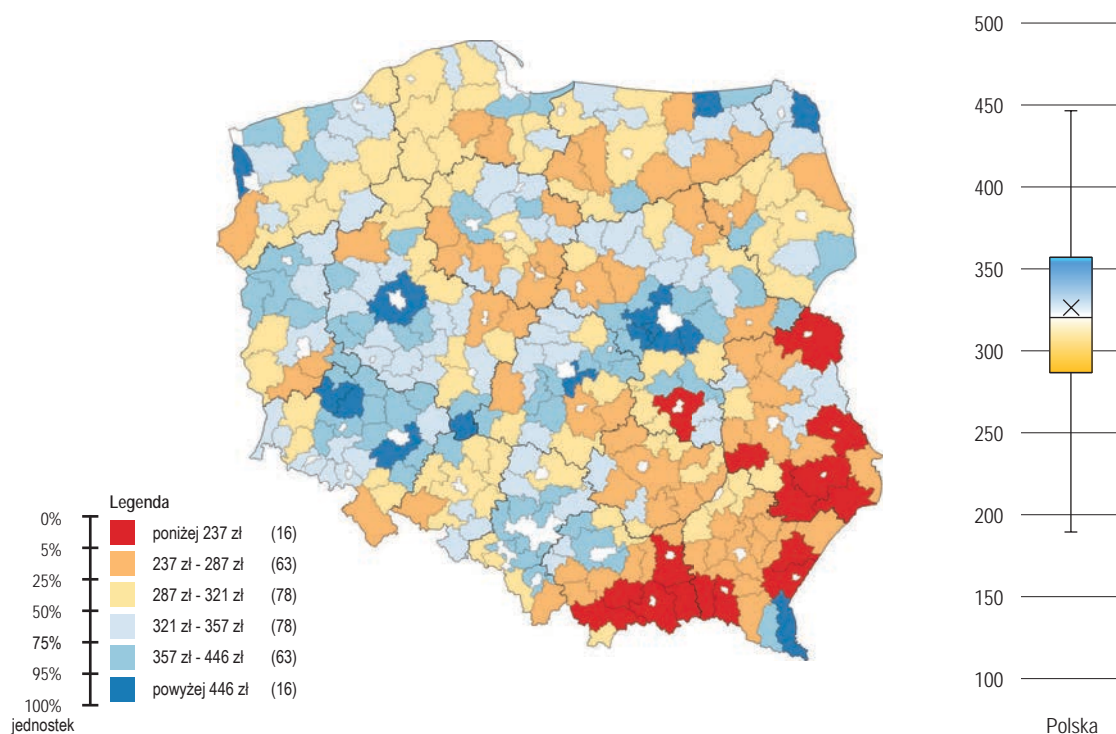 500
450
400
350
300
250
200
150
100
Polska
Legenda
0%
5%
25%
50%
75%
95%
100%
jednostek
poniżej 237 zł (16)
237 zł - 287 zł (63)
287 zł - 321 zł (78)
321 zł - 357 zł (78)
357 zł - 446 zł (63)
powyżej 446 zł (16)